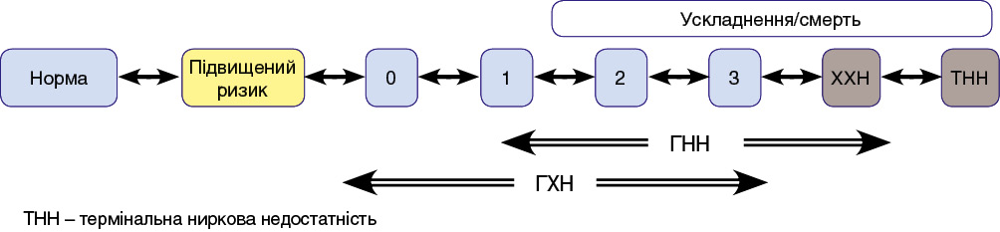 Ускладнення/смерть
Норма
Підвищений
ризик
0
1
2
3
ХХН
ТНН
ГНН
ГХН
ТНН – термінальна ниркова недостатність